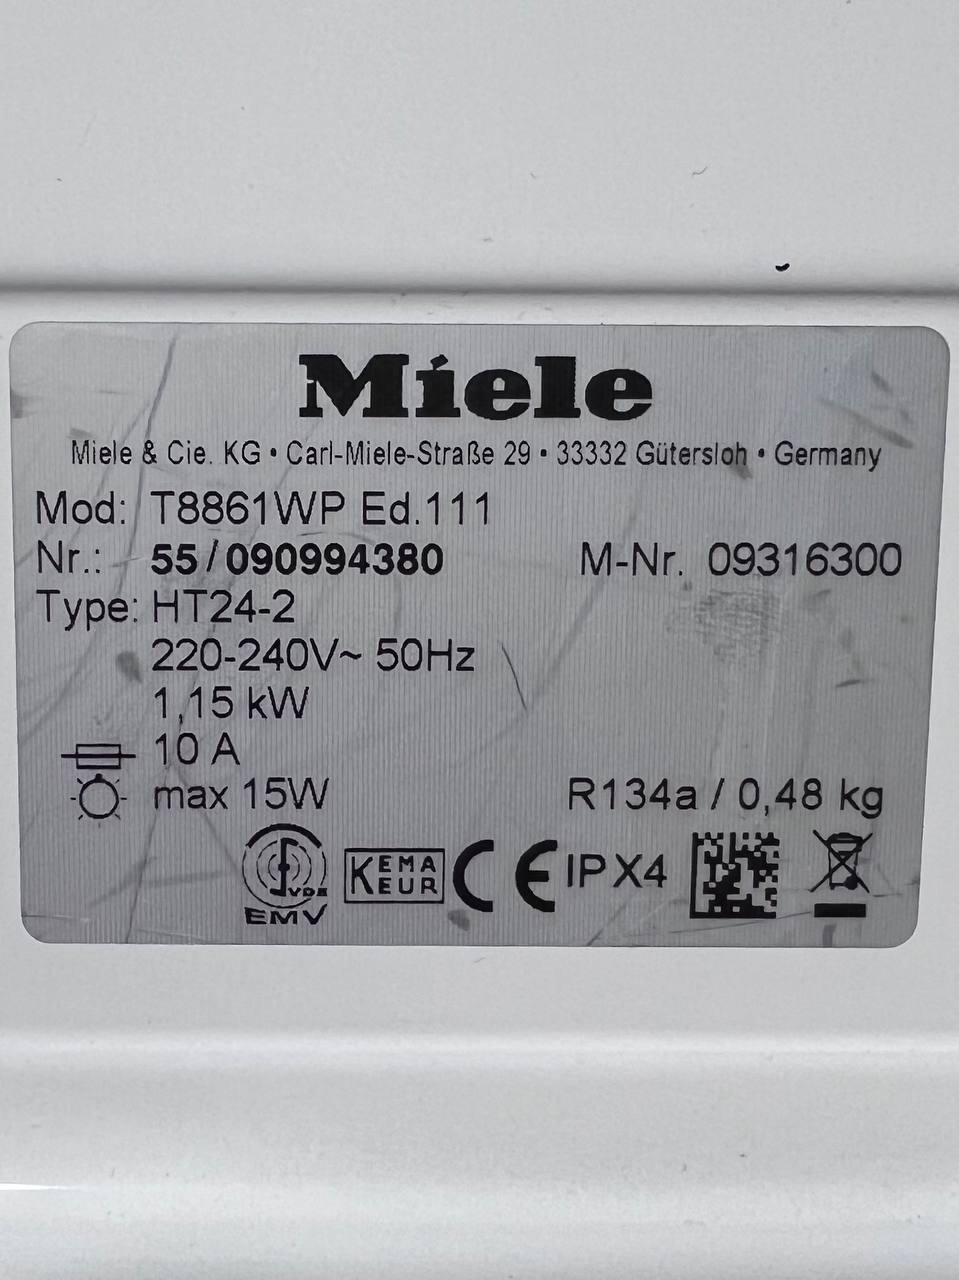 Miele
Miele & Cie. KG • Carl-Miele-Straße 29 • 33332 Gütersloh • Germany
Mod: T8861WP Ed.111
Nr.: 55/090994380 M-Nr. 09316300
Type: HT24-2
220-240V~ 50Hz
1,15 kW
10 A
max 15W R134a / 0,48 kg
VDE
EMV
KEMA
KEUR
CE
IPX4